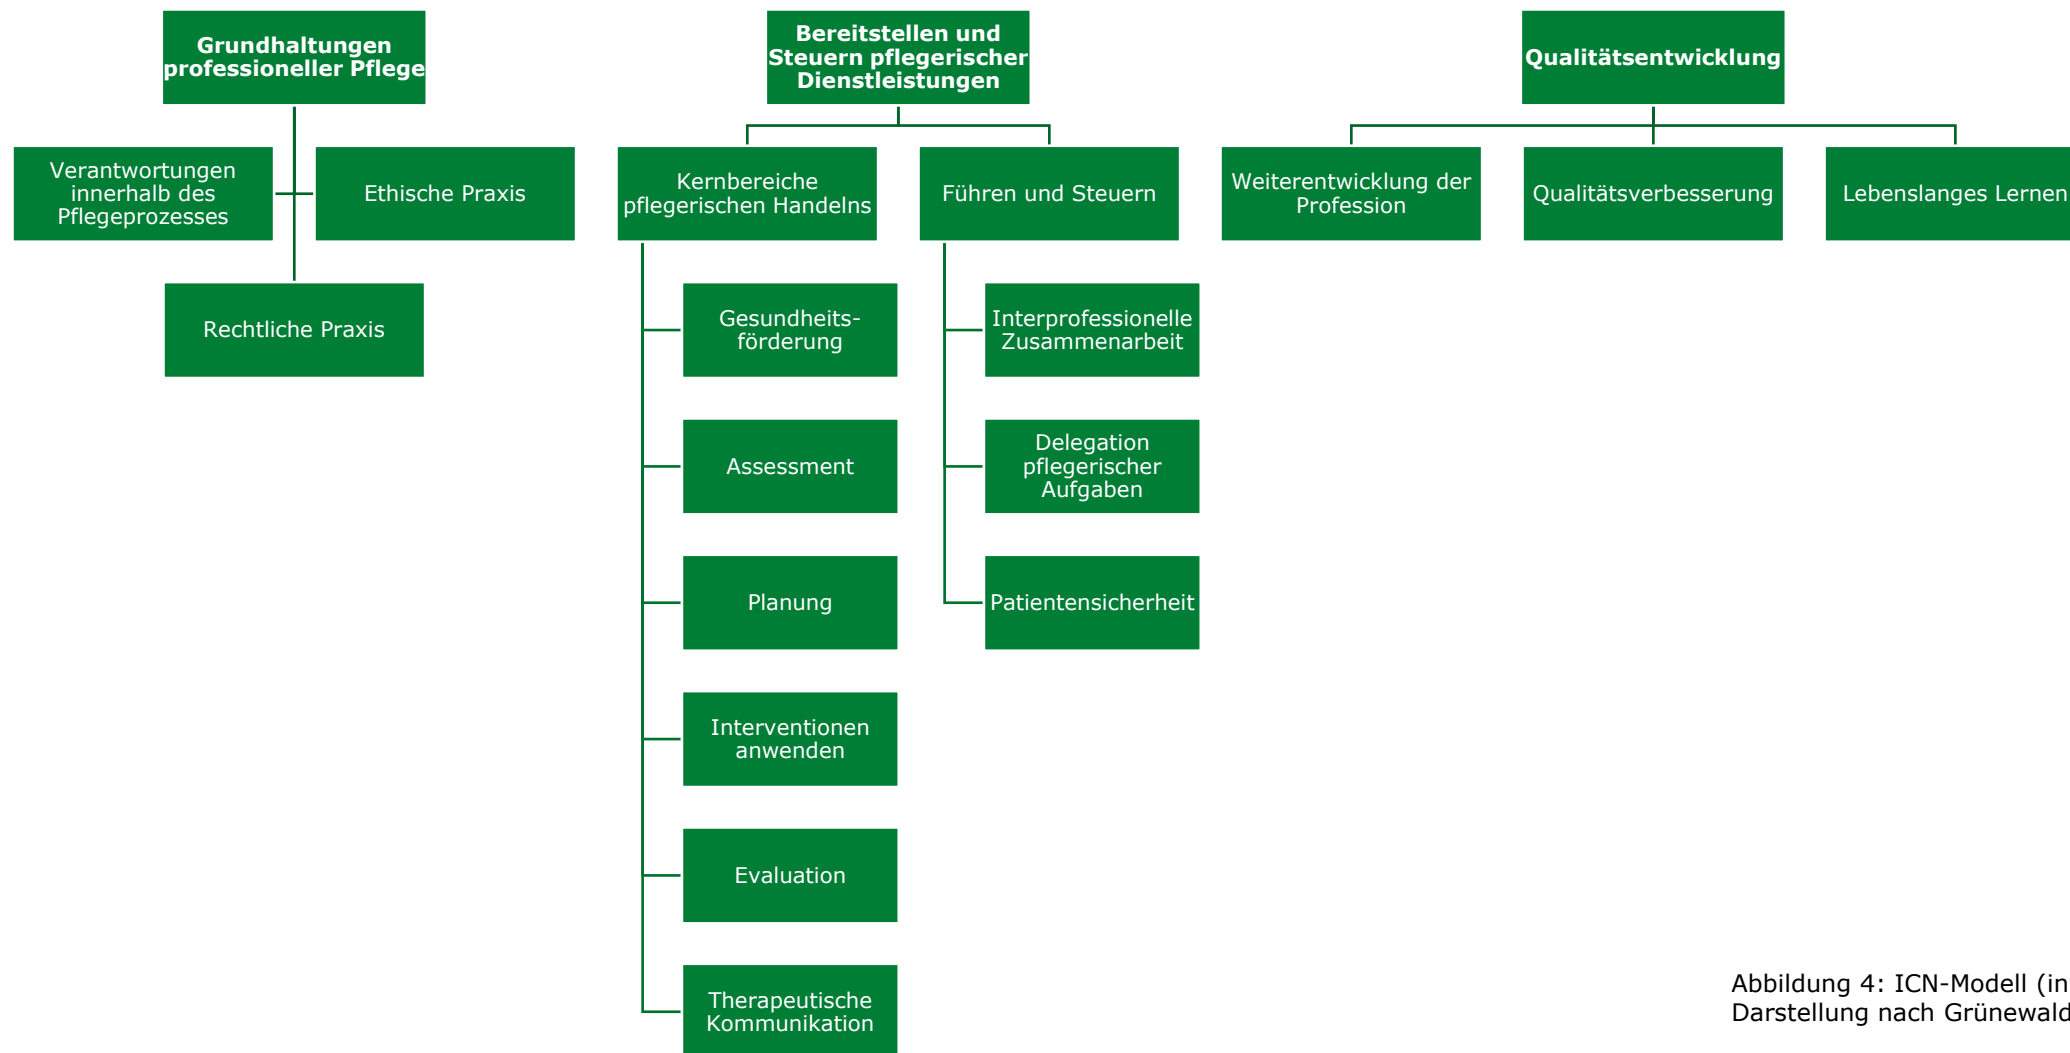 Grundhaltungen
professioneller Pflege
Verantwortungen
innerhalb des
Pflegeprozesses
Ethische Praxis
Rechtliche Praxis
Bereitstellen und
Steuern pflegerischer
Dienstleistungen
Kernbereiche
pflegerischen Handelns
Gesundheits-
förderung
Assessment
Planung
Interventionen
anwenden
Evaluation
Therapeutische
Kommunikation
Führen und Steuern
Interprofessionelle
Zusammenarbeit
Delegation
pflegerischer
Aufgaben
Patientensicherheit
Qualitätsentwicklung
Weiterentwicklung der
Profession
Qualitätsverbesserung
Lebenslanges Lernen
Abbildung 4: ICN-Modell (in
Darstellung nach Grünewald